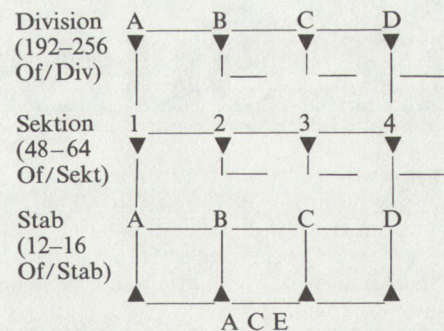 Division A B C D
(192–256
Of/Div)
Sektion 1 2 3 4
(48–64
Of/Sekt)
Stab A B C D
(12–16
Of/Stab)
A C E